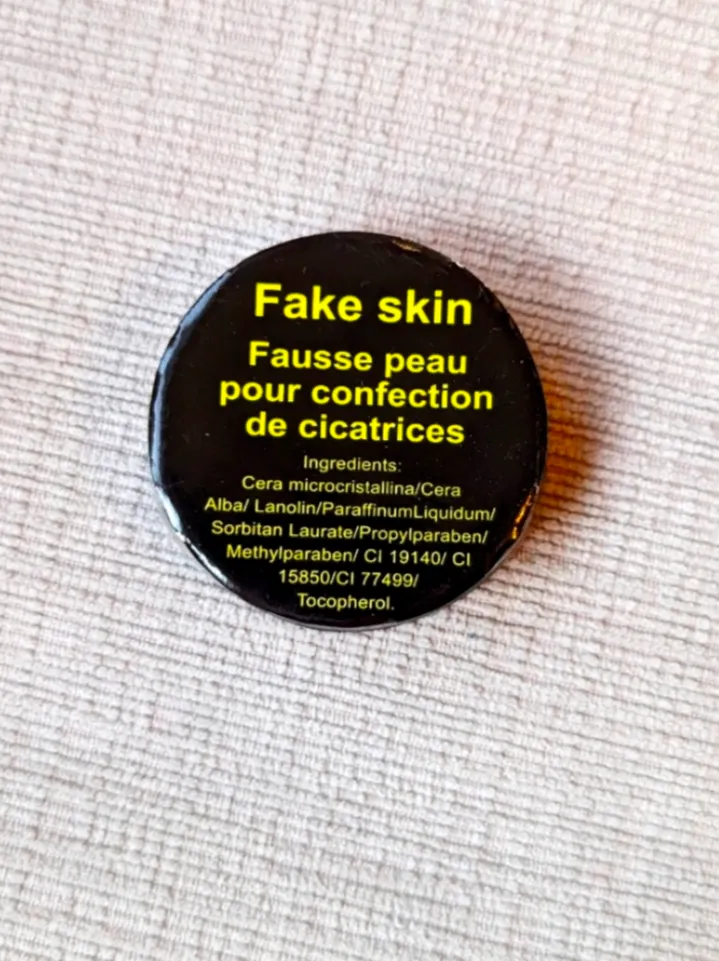 Fake skin
Fausse peau
pour confection
de cicatrices
Ingredients:
Cera microcristallina/Cera
Alba/ Lanolin/ParaffinumLiquidum/
Sorbitan Laurate/Propylparaben/
Methylparaben/ CI 19140/ CI
15850/CI 77499/
Tocopherol.